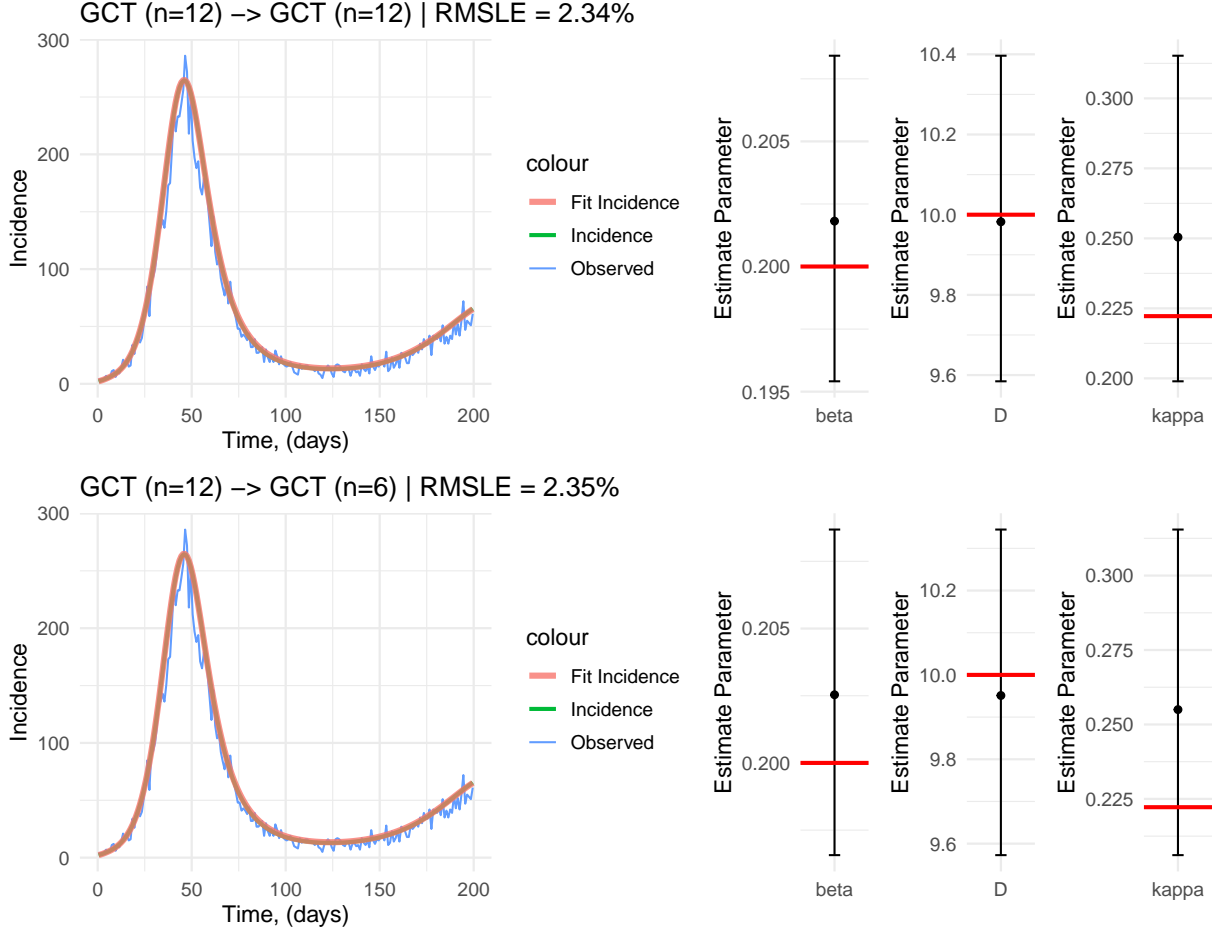 GCT (n=12) −> GCT (n=12) | RMSLE = 2.34%
300
200
100
0
Incidence
0
50
100
150
200
Time, (days)
colour
Fit Incidence
Incidence
Observed
Estimate Parameter
0.205
0.200
0.195
beta
Estimate Parameter
10.4
10.2
10.0
9.8
9.6
D
Estimate Parameter
0.300
0.275
0.250
0.225
0.200
kappa
GCT (n=12) −> GCT (n=6) | RMSLE = 2.35%
300
200
100
0
Incidence
0
50
100
150
200
Time, (days)
colour
Fit Incidence
Incidence
Observed
Estimate Parameter
0.205
0.200
beta
Estimate Parameter
10.2
10.0
9.8
9.6
D
Estimate Parameter
0.300
0.275
0.250
0.225
kappa